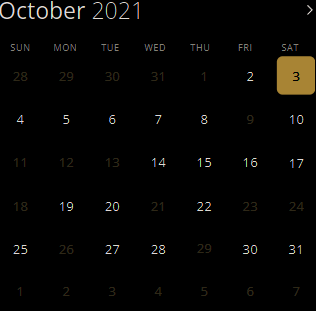 October 2021 >
SUN MON TUE WED THU FRI SAT
28 29 30 31 1 2 3
4 5 6 7 8 9 10
11 12 13 14 15 16 17
18 19 20 21 22 23 24
25 26 27 28 29 30 31
1 2 3 4 5 6 7